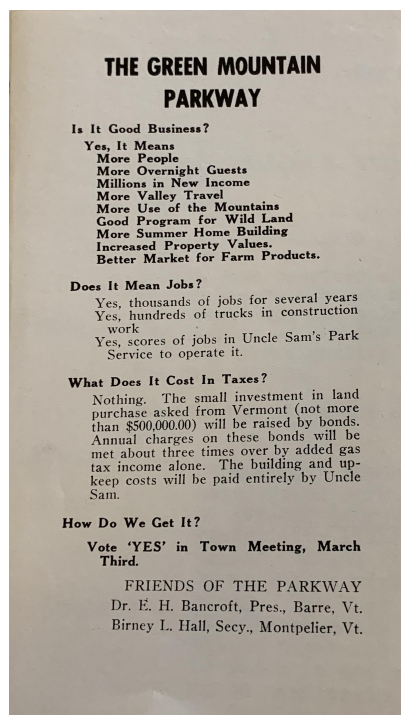 THE GREEN MOUNTAIN
PARKWAY
Is It Good Business?
Yes, It Means
More People
More Overnight Guests
Millions in New Income
More Valley Travel
More Use of the Mountains
Good Program for Wild Land
More Summer Home Building
Increased Property Values.
Better Market for Farm Products.
Does It Mean Jobs?
Yes, thousands of jobs for several years
Yes, hundreds of trucks in construction
work
Yes, scores of jobs in Uncle Sam's Park
Service to operate it.
What Does It Cost In Taxes?
Nothing. The small investment in land
purchase asked from Vermont (not more
than $500,000.00) will be raised by bonds.
Annual charges on these bonds will be
met about three times over by added gas
tax income alone. The building and up-
keep costs will be paid entirely by Uncle
Sam.
How Do We Get It?
Vote 'YES' in Town Meeting, March
Third.
FRIENDS OF THE PARKWAY
Dr. E. H. Bancroft, Pres., Barre, Vt.
Birney L. Hall, Secy., Montpelier, Vt.